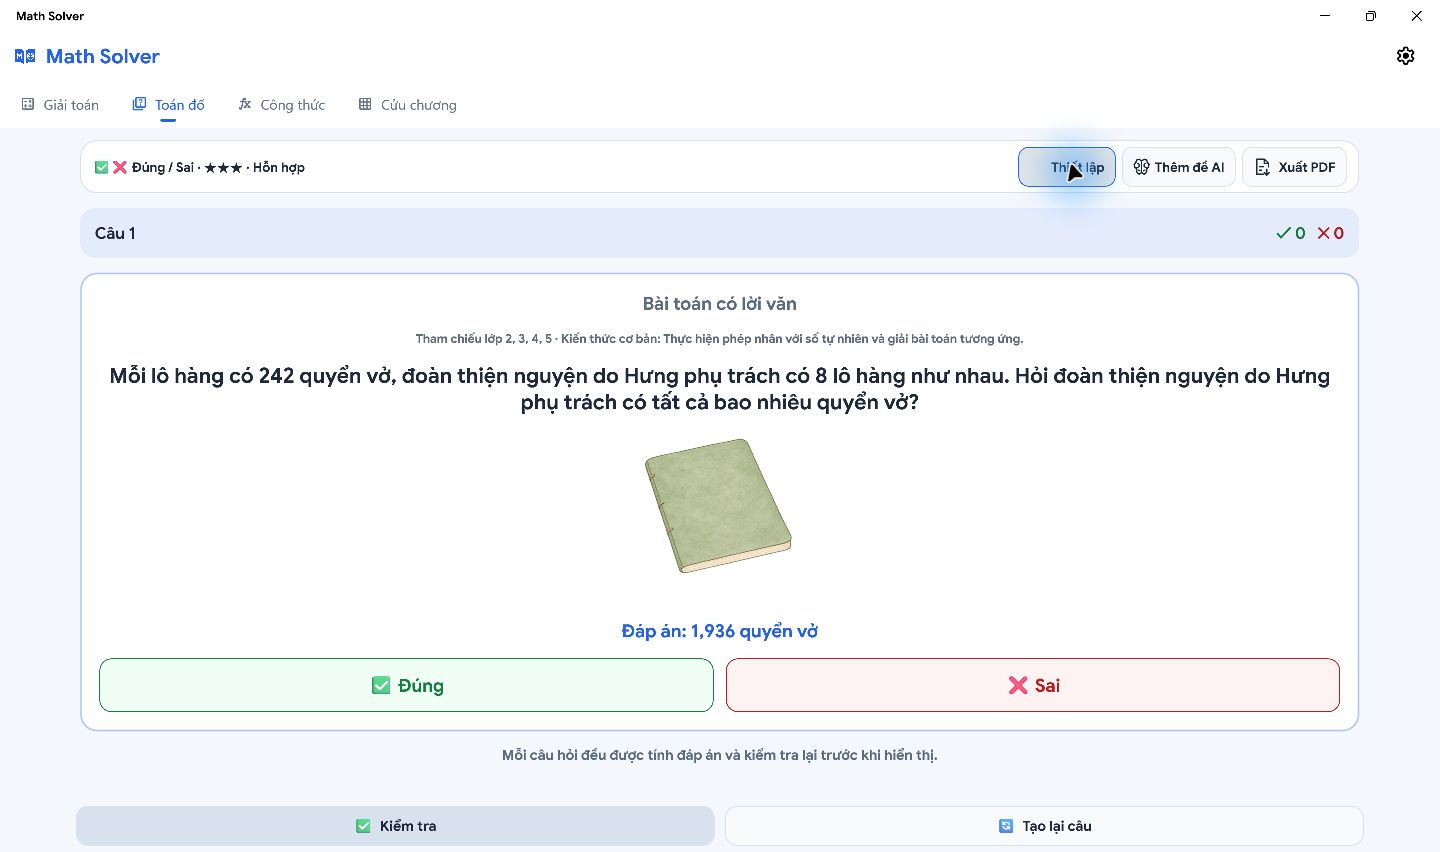 Math Solver
Math Solver
Giải toán
Toán đố
Công thức
Cửu chương
Đúng / Sai · ★★★ · Hỗn hợp
Thiết lập
Thêm đề AI
Xuất PDF
Câu 1
0
0
Bài toán có lời văn
Tham chiếu lớp 2, 3, 4, 5 · Kiến thức cơ bản: Thực hiện phép nhân với số tự nhiên và giải bài toán tương ứng.
Mỗi lô hàng có 242 quyển vở, đoàn thiện nguyện do Hưng phụ trách có 8 lô hàng như nhau. Hỏi đoàn thiện nguyện do Hưng
phụ trách có tất cả bao nhiêu quyển vở?
Đáp án: 1,936 quyển vở
Đúng
Sai
Mỗi câu hỏi đều được tính đáp án và kiểm tra lại trước khi hiển thị.
Kiểm tra
Tạo lại câu